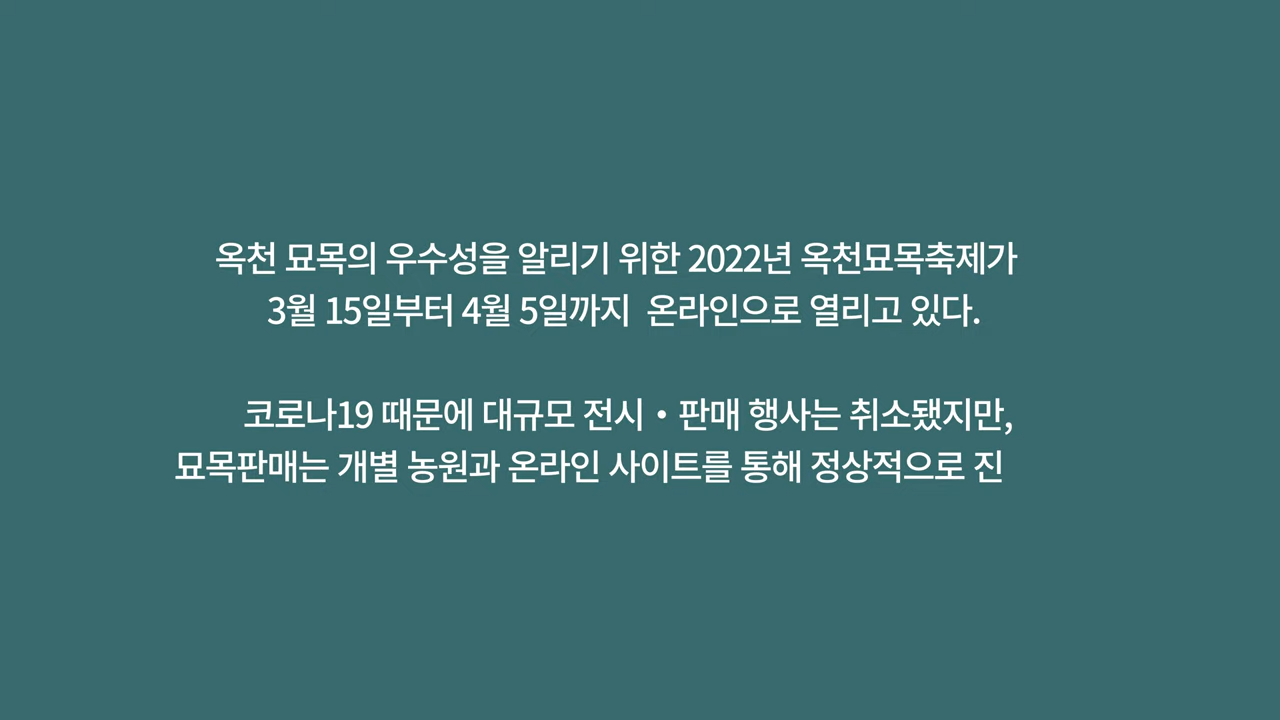 옥천 묘목의 우수성을 알리기 위한 2022년 옥천묘목축제가
3월 15일부터 4월 5일까지 온라인으로 열리고 있다.
코로나19 때문에 대규모 전시・판매 행사는 취소됐지만,
묘목판매는 개별 농원과 온라인 사이트를 통해 정상적으로 진